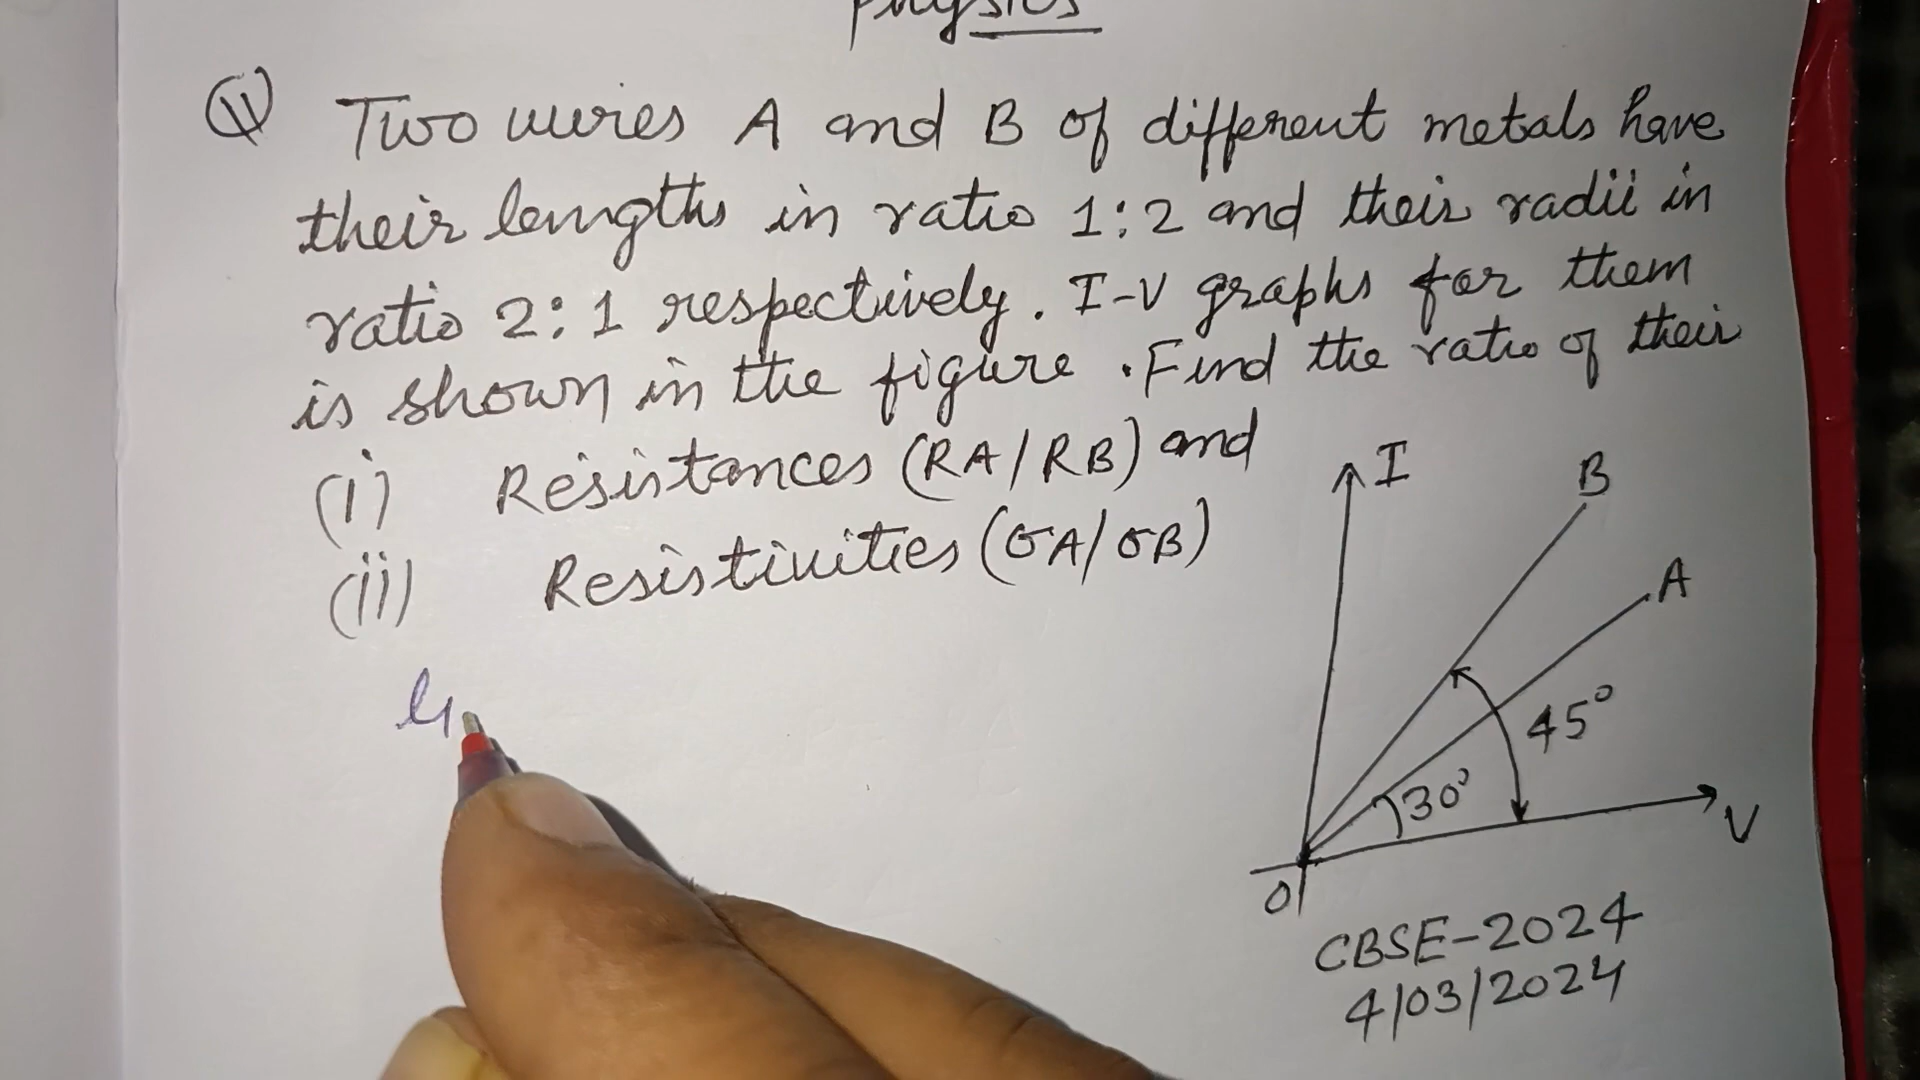 Physics
Q Two wires A and B of different metals have
their lengths in ratio 1:2 and their radii in
ratio 2:1 respectively. I-V graphs for them
is shown in the figure. Find the ratio of their
(i) Resistances (RA/RB) and
(ii) Resistivities (σA/σB)
I
B
A
45°
30°
V
O
CBSE-2024
4/03/2024